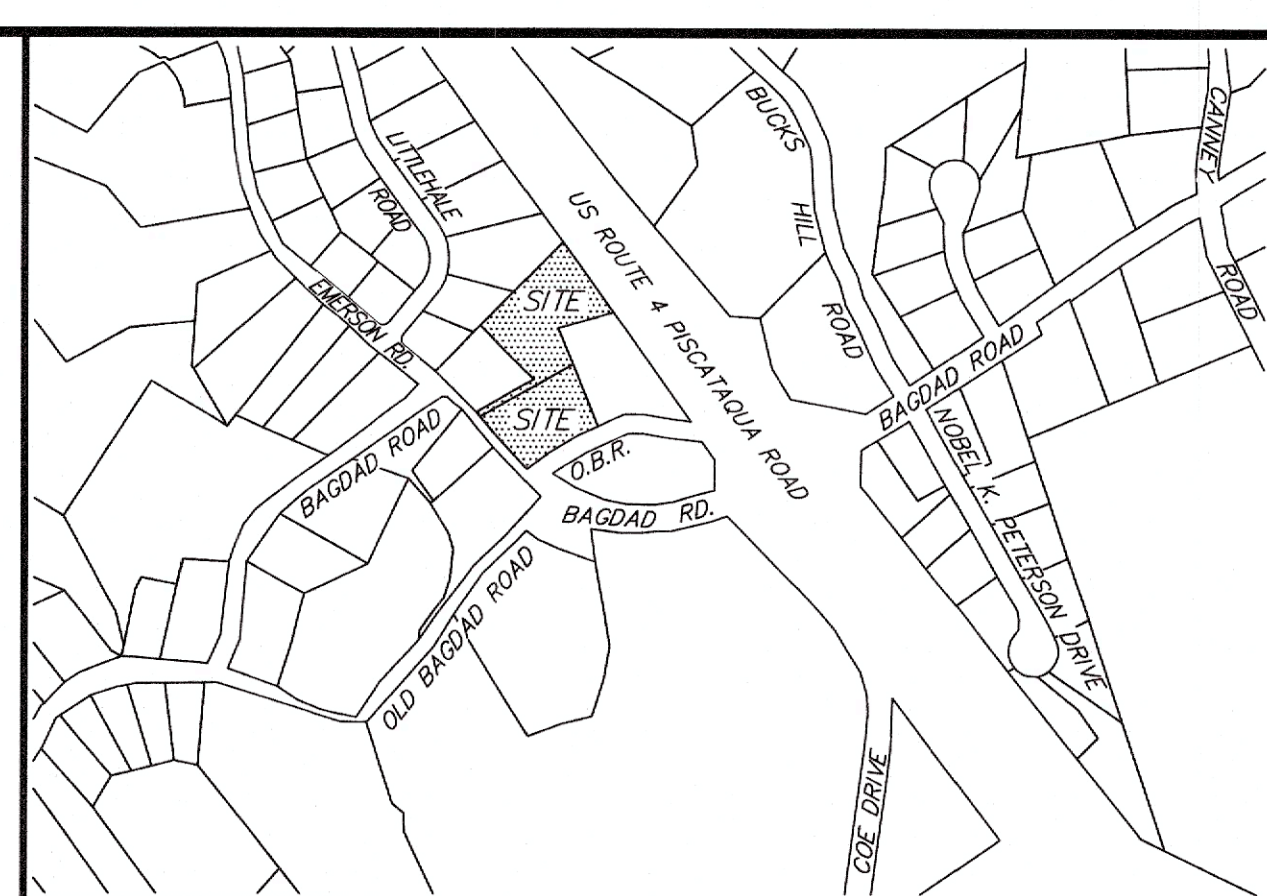 BUCKS
HILL
ROAD
CANNEY
ROAD
LITTLEHALE
ROAD
US ROUTE 4 PISCATAQUA ROAD
EMERSON RD.
SITE
SITE
BAGDAD ROAD
BAGDAD ROAD
O.B.R.
BAGDAD RD.
NOBEL K. PETERSON DRIVE
OLD BAGDAD ROAD
COE DRIVE